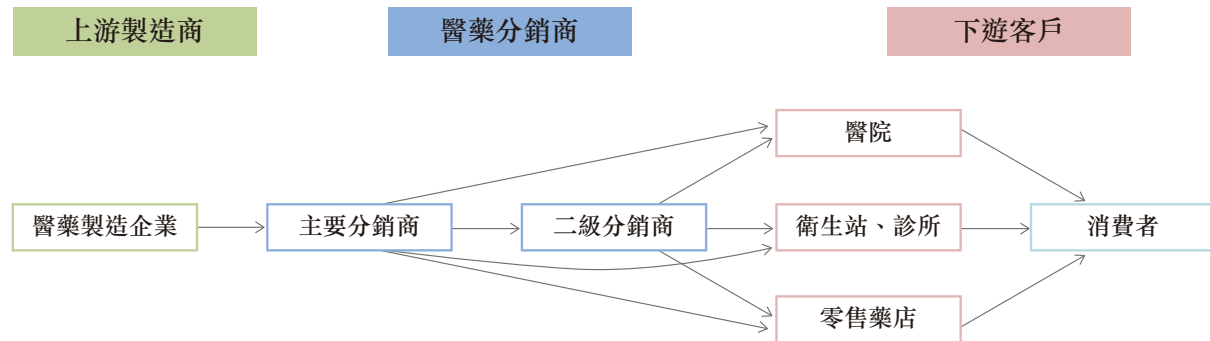 上游製造商
醫藥分銷商
下遊客戶
醫院
醫藥製造企業
主要分銷商
二級分銷商
衛生站、診所
消費者
零售藥店